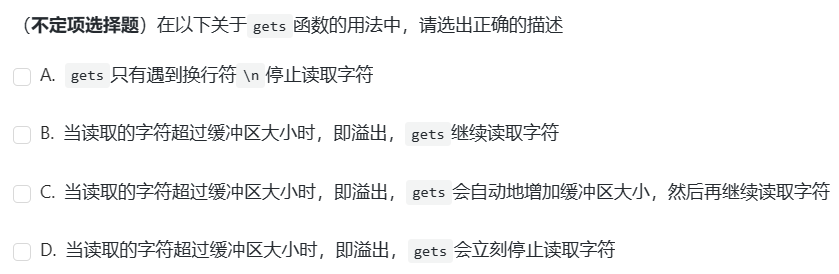 （不定项选择题）在以下关于 gets 函数的用法中，请选出正确的描述
A. gets 只有遇到换行符 \n 停止读取字符
B. 当读取的字符超过缓冲区大小时，即溢出， gets 继续读取字符
C. 当读取的字符超过缓冲区大小时，即溢出， gets 会自动地增加缓冲区大小，然后再继续读取字符
D. 当读取的字符超过缓冲区大小时，即溢出， gets 会立刻停止读取字符